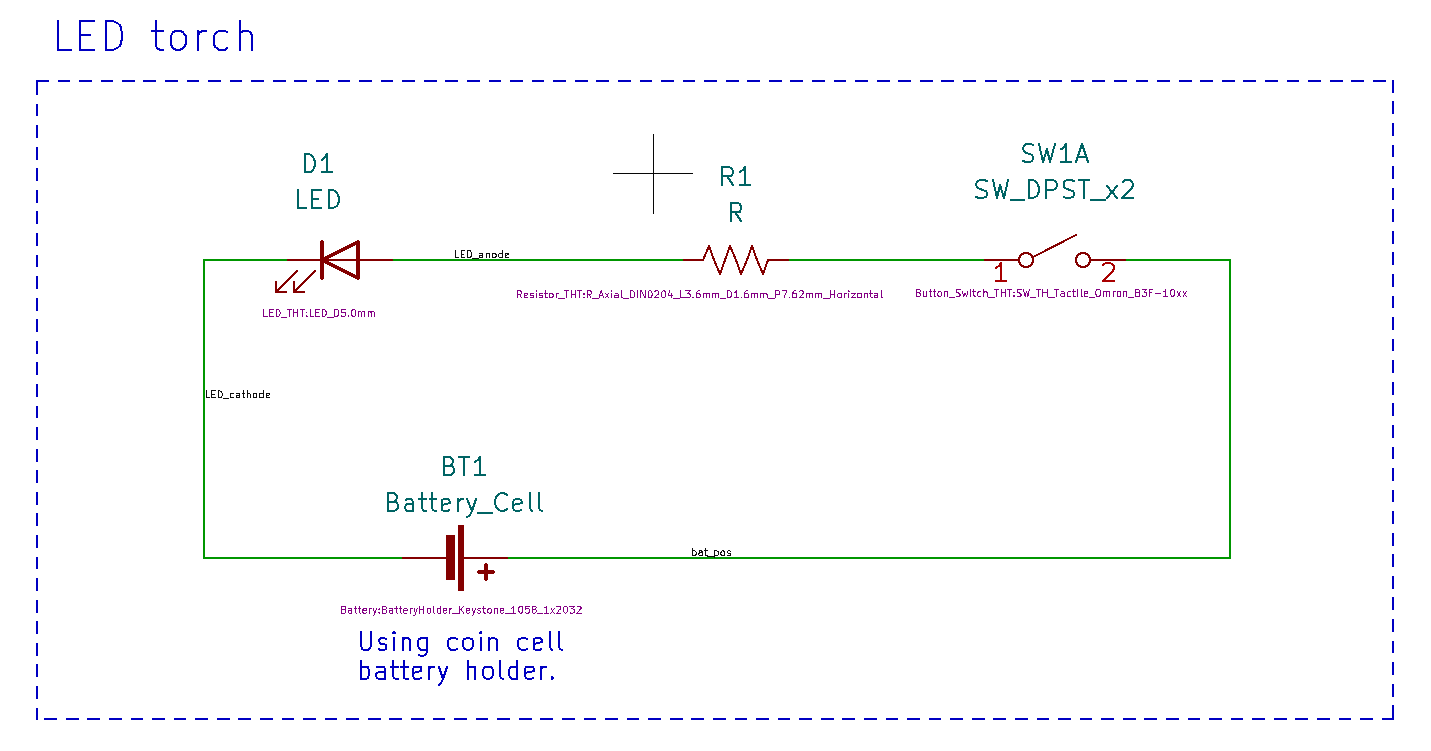 LED torch
D1
LED
R1
R
SW1A
SW_DPST_x2
LED_anode
1
2
Resistor_THT:R_Axial_DIN0204_L3.6mm_D1.6mm_P7.62mm_Horizontal
Button_Switch_THT:SW_TH_Tactile_Omron_B3F-10xx
LED_THT:LED_D5.0mm
LED_cathode
BT1
Battery_Cell
bat_pos
+
Battery:BatteryHolder_Keystone_1058_1x2032
Using coin cell
battery holder.